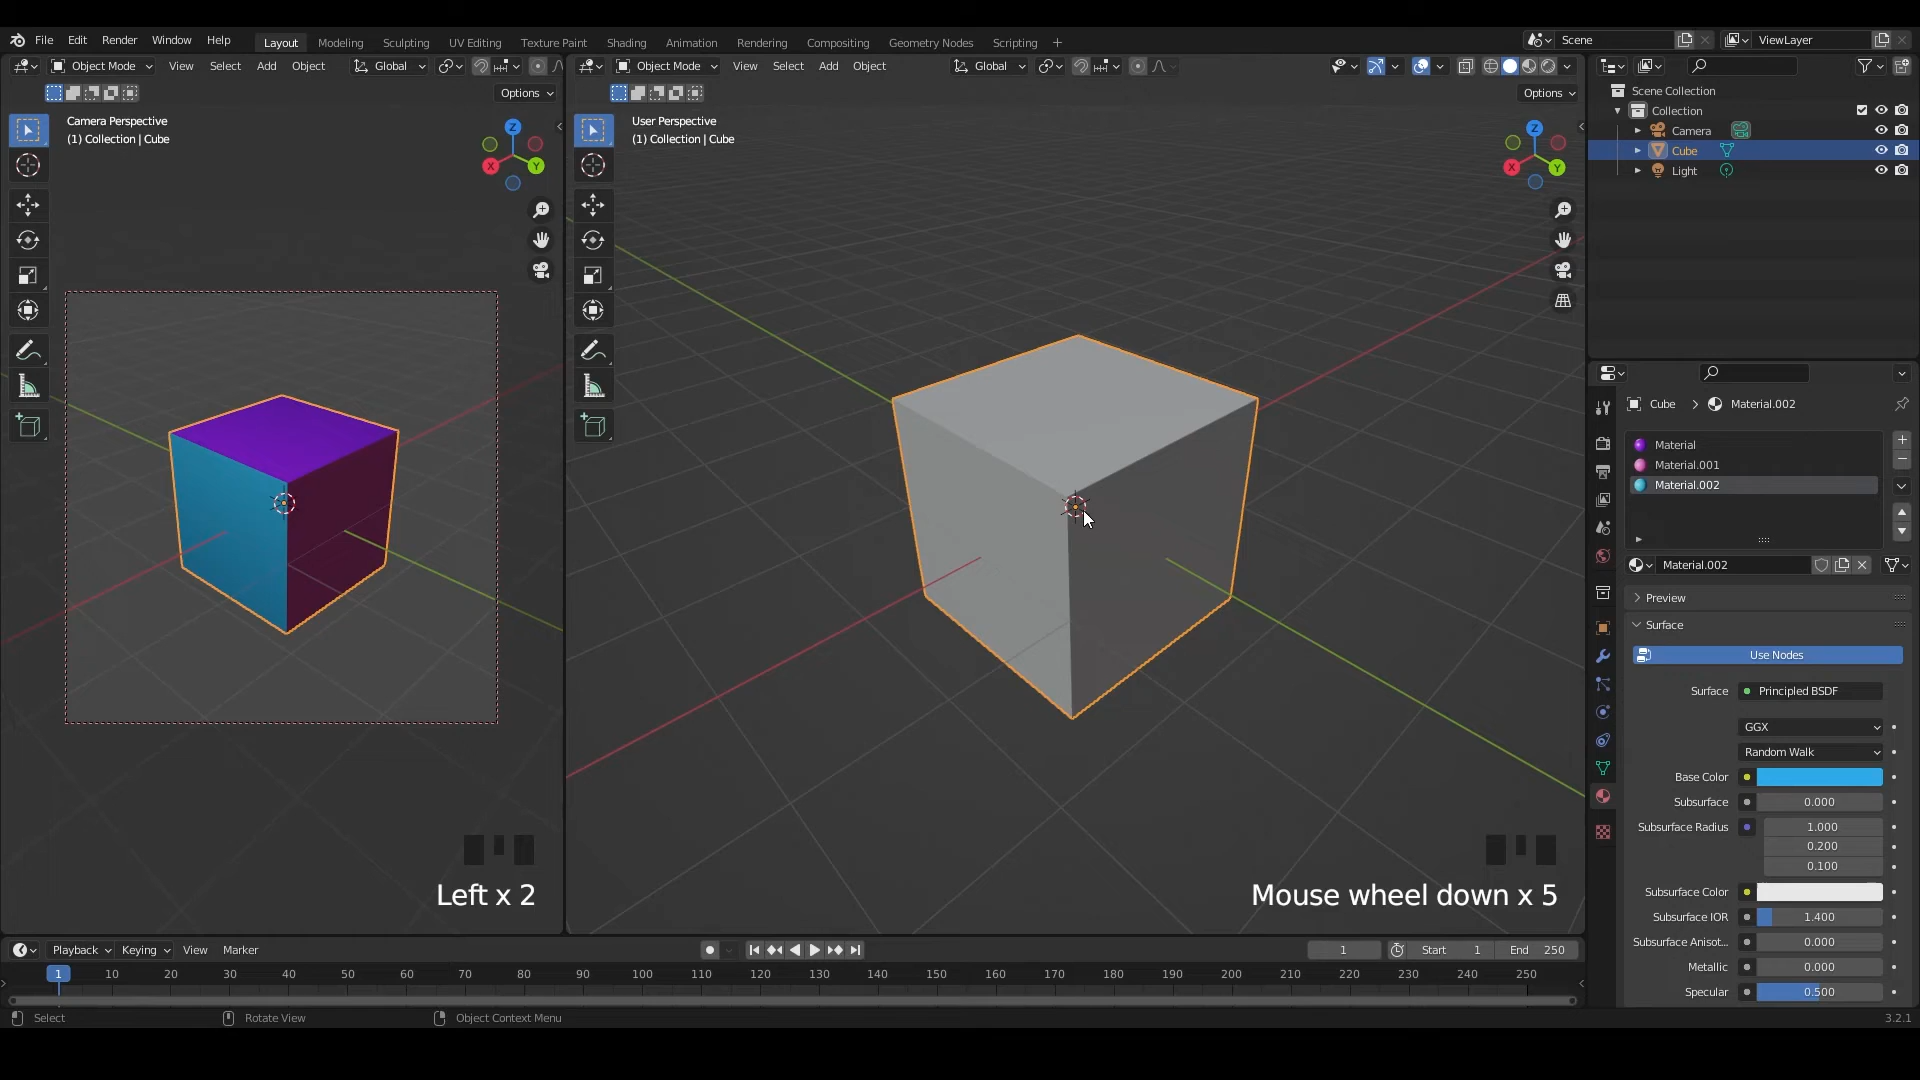 File Edit Render Window Help Layout Modeling Sculpting UV Editing Texture Paint Shading Animation Rendering Compositing Geometry Nodes Scripting + Scene ViewLayer
Object Mode View Select Add Object Global Object Mode View Select Add Object Global
Options Options
Camera Perspective
(1) Collection | Cube
User Perspective
(1) Collection | Cube
Z
X
Y
Z
X
Y
Left x 2
Mouse wheel down x 5
Scene Collection
Collection
Camera
Cube
Light
Cube > Material.002
Material
Material.001
Material.002
Material.002
Preview
Surface
Use Nodes
Surface Principled BSDF
GGX
Random Walk
Base Color
Subsurface 0.000
Subsurface Radius 1.000
0.200
0.100
Subsurface Color
Subsurface IOR 1.400
Subsurface Anisot... 0.000
Metallic 0.000
Specular 0.500
Playback Keying View Marker 1 Start 1 End 250
1 10 20 30 40 50 60 70 80 90 100 110 120 130 140 150 160 170 180 190 200 210 220 230 240 250
Select Rotate View Object Context Menu 3.2.1